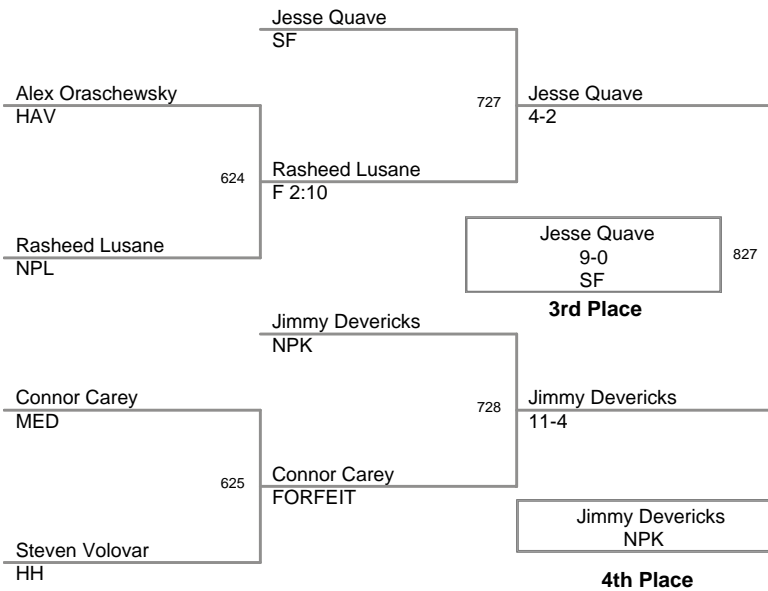 Jesse Quave
SF
Alex Oraschewsky
HAV
727
Jesse Quave
4-2
624
Rasheed Lusane
F 2:10
Rasheed Lusane
NPL
Jesse Quave
9-0
SF
827
3rd Place
Jimmy Devericks
NPK
Connor Carey
MED
728
Jimmy Devericks
11-4
625
Connor Carey
FORFEIT
Jimmy Devericks
NPK
Steven Volovar
HH
4th Place